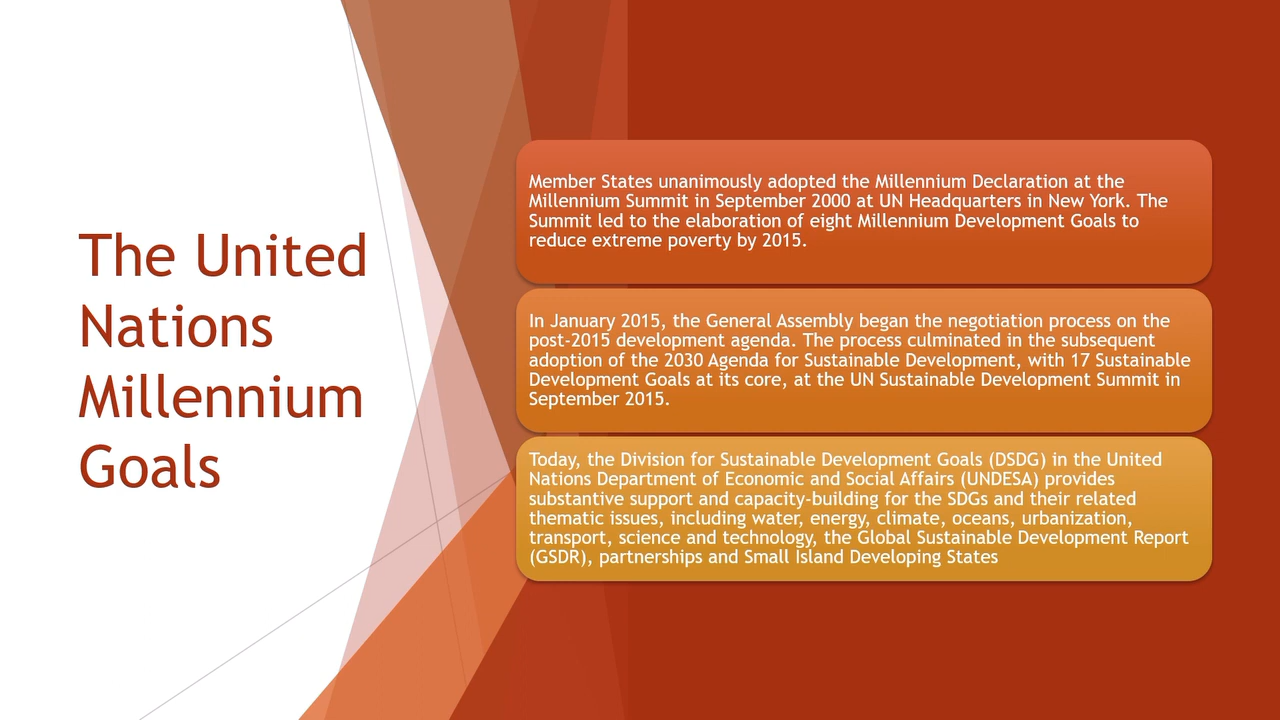 The United
Nations
Millennium
Goals
Member States unanimously adopted the Millennium Declaration at the
Millennium Summit in September 2000 at UN Headquarters in New York. The
Summit led to the elaboration of eight Millennium Development Goals to
reduce extreme poverty by 2015.
In January 2015, the General Assembly began the negotiation process on the
post-2015 development agenda. The process culminated in the subsequent
adoption of the 2030 Agenda for Sustainable Development, with 17 Sustainable
Development Goals at its core, at the UN Sustainable Development Summit in
September 2015.
Today, the Division for Sustainable Development Goals (DSDG) in the United
Nations Department of Economic and Social Affairs (UNDESA) provides
substantive support and capacity-building for the SDGs and their related
thematic issues, including water, energy, climate, oceans, urbanization,
transport, science and technology, the Global Sustainable Development Report
(GSDR), partnerships and Small Island Developing States